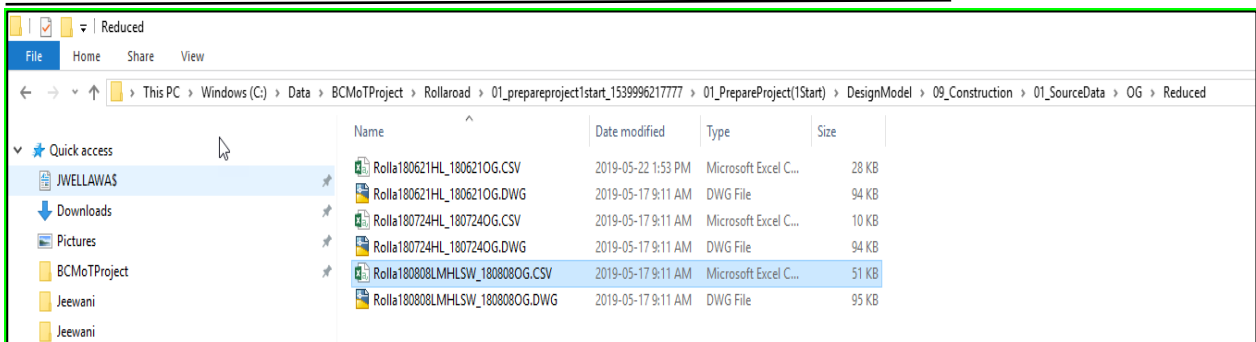 Reduced
File Home Share View
This PC > Windows (C:) > Data > BCMoTProject > Rollaroad > 01_prepareproject1start_1539996217777 > 01_PrepareProject(1Start) > DesignModel > 09_Construction > 01_SourceData > OG > Reduced
Name Date modified Type Size
Quick access
JWELLAWA$
Downloads
Pictures
BCMoTProject
Jeewani
Jeewani
Rolla180621HL_180621OG.CSV 2019-05-22 1:53 PM Microsoft Excel C... 28 KB
Rolla180621HL_180621OG.DWG 2019-05-17 9:11 AM DWG File 94 KB
Rolla180724HL_180724OG.CSV 2019-05-17 9:11 AM Microsoft Excel C... 10 KB
Rolla180724HL_180724OG.DWG 2019-05-17 9:11 AM DWG File 94 KB
Rolla180808LMHLSW_180808OG.CSV 2019-05-17 9:11 AM Microsoft Excel C... 51 KB
Rolla180808LMHLSW_180808OG.DWG 2019-05-17 9:11 AM DWG File 95 KB